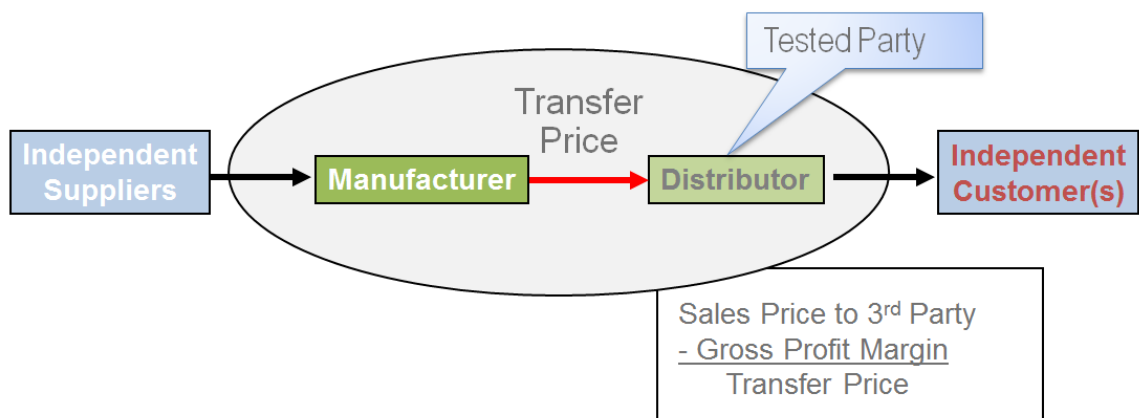 Tested Party
Transfer
Price
Independent
Suppliers
Manufacturer
Distributor
Independent
Customer(s)
Sales Price to 3rd Party
- Gross Profit Margin
Transfer Price